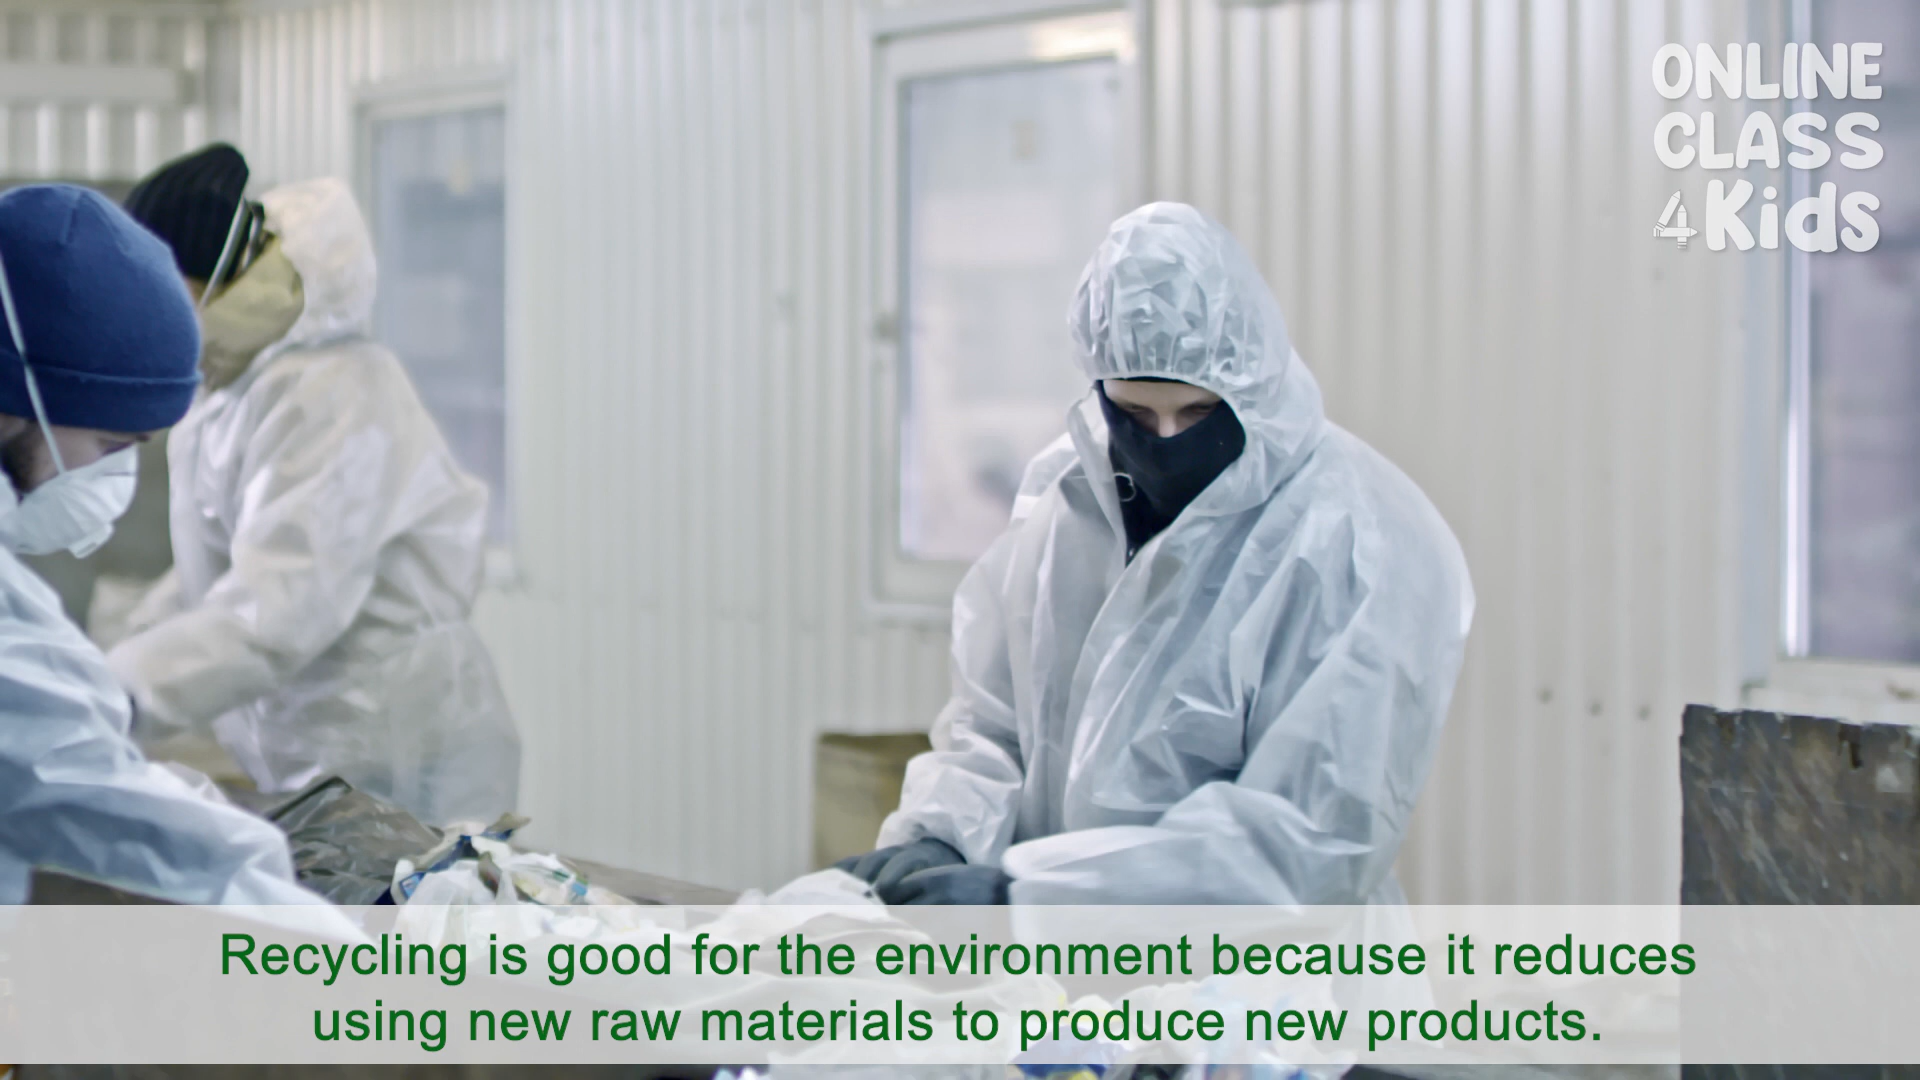 ONLINE
CLASS
4Kids
Recycling is good for the environment because it reduces
using new raw materials to produce new products.